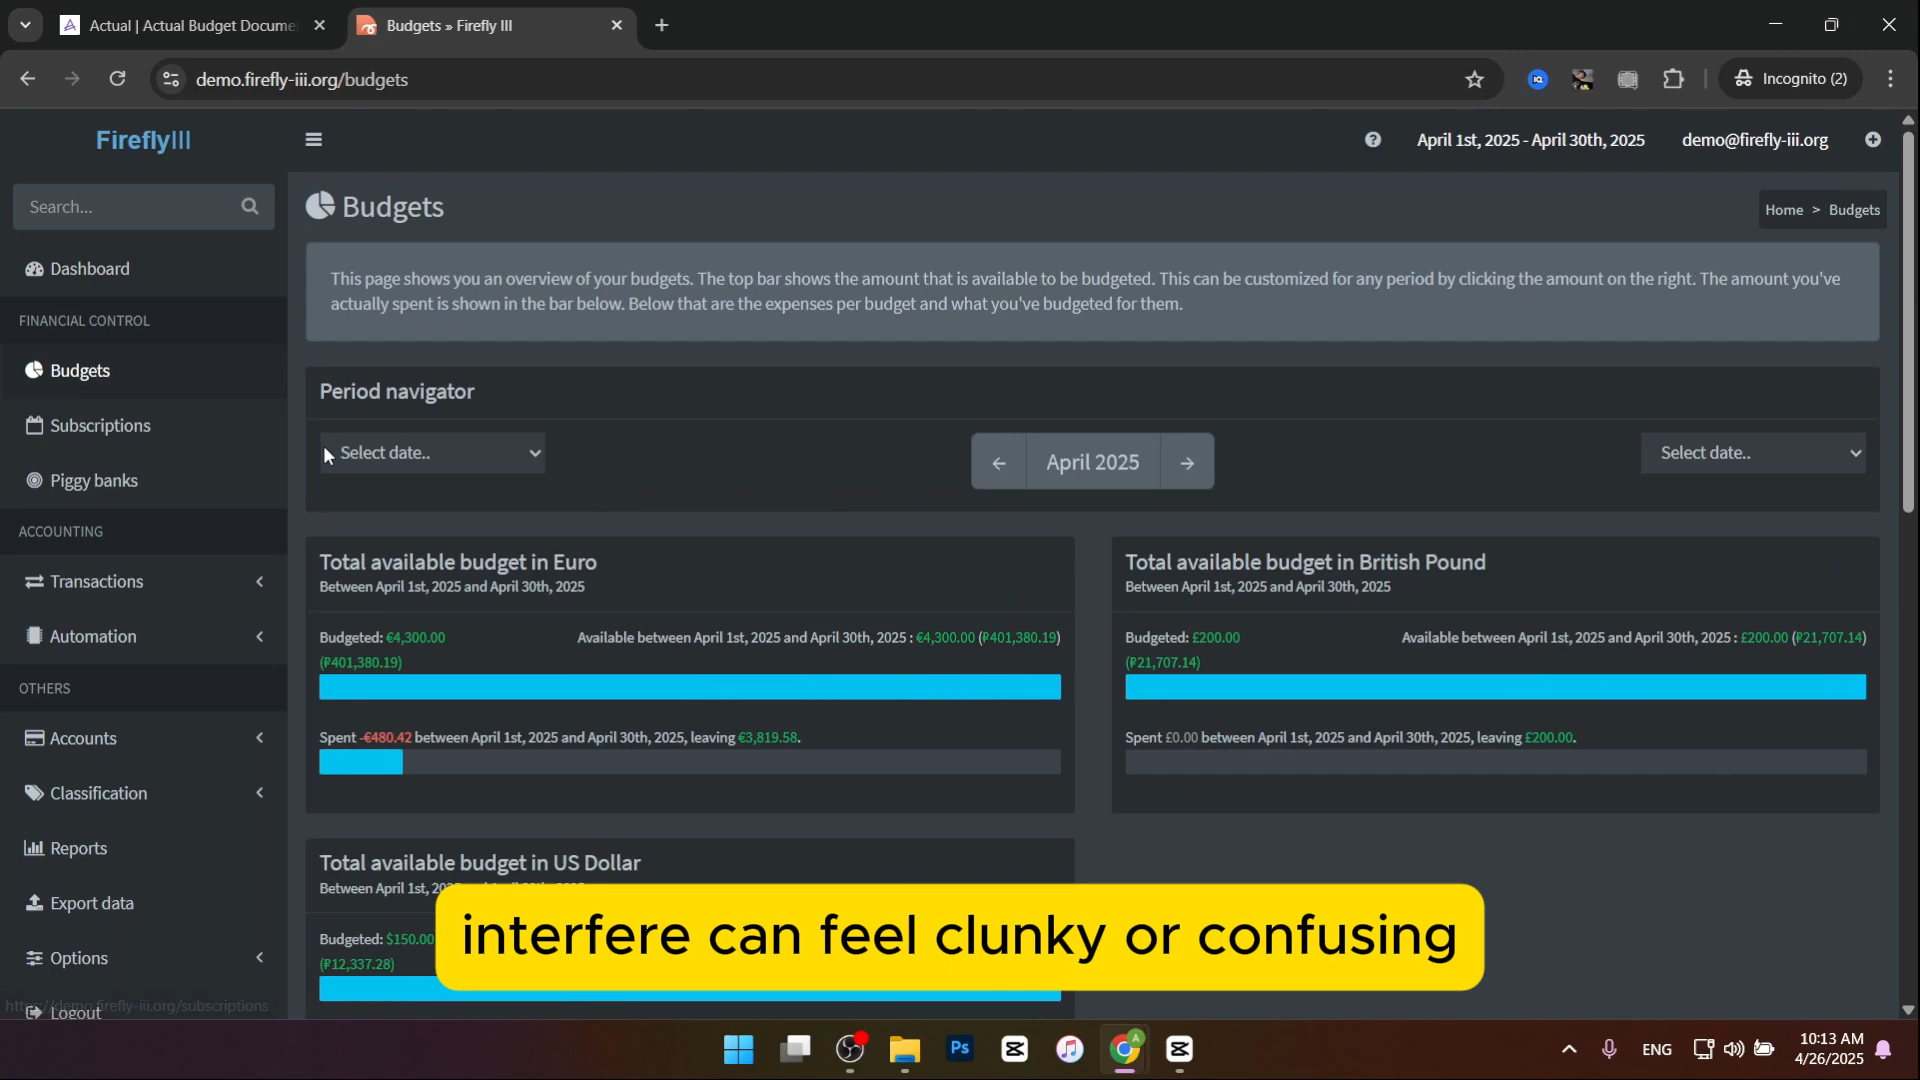 Actual | Actual Budget Docume
Budgets » Firefly III
demo.firefly-iii.org/budgets
Incognito (2)
FireflyIII
April 1st, 2025 - April 30th, 2025
demo@firefly-iii.org
Search...
Budgets
Home > Budgets
Dashboard
This page shows you an overview of your budgets. The top bar shows the amount that is available to be budgeted. This can be customized for any period by clicking the amount on the right. The amount you've
actually spent is shown in the bar below. Below that are the expenses per budget and what you've budgeted for them.
FINANCIAL CONTROL
Budgets
Subscriptions
Piggy banks
ACCOUNTING
Transactions
Automation
OTHERS
Accounts
Classification
Reports
Export data
Options
Logout
https://demo.firefly-iii.org/subscriptions
Period navigator
Select date..
April 2025
Select date..
Total available budget in Euro
Between April 1st, 2025 and April 30th, 2025
Budgeted: €4,300.00
(₽401,380.19)
Available between April 1st, 2025 and April 30th, 2025 : €4,300.00 (₽401,380.19)
Spent -€480.42 between April 1st, 2025 and April 30th, 2025, leaving €3,819.58.
Total available budget in British Pound
Between April 1st, 2025 and April 30th, 2025
Budgeted: £200.00
(₽21,707.14)
Available between April 1st, 2025 and April 30th, 2025 : £200.00 (₽21,707.14)
Spent £0.00 between April 1st, 2025 and April 30th, 2025, leaving £200.00.
Total available budget in US Dollar
Between April 1st,
Budgeted: $150.00
(₽12,337.28)
interfere can feel clunky or confusing
Ps
A
ENG
10:13 AM
4/26/2025